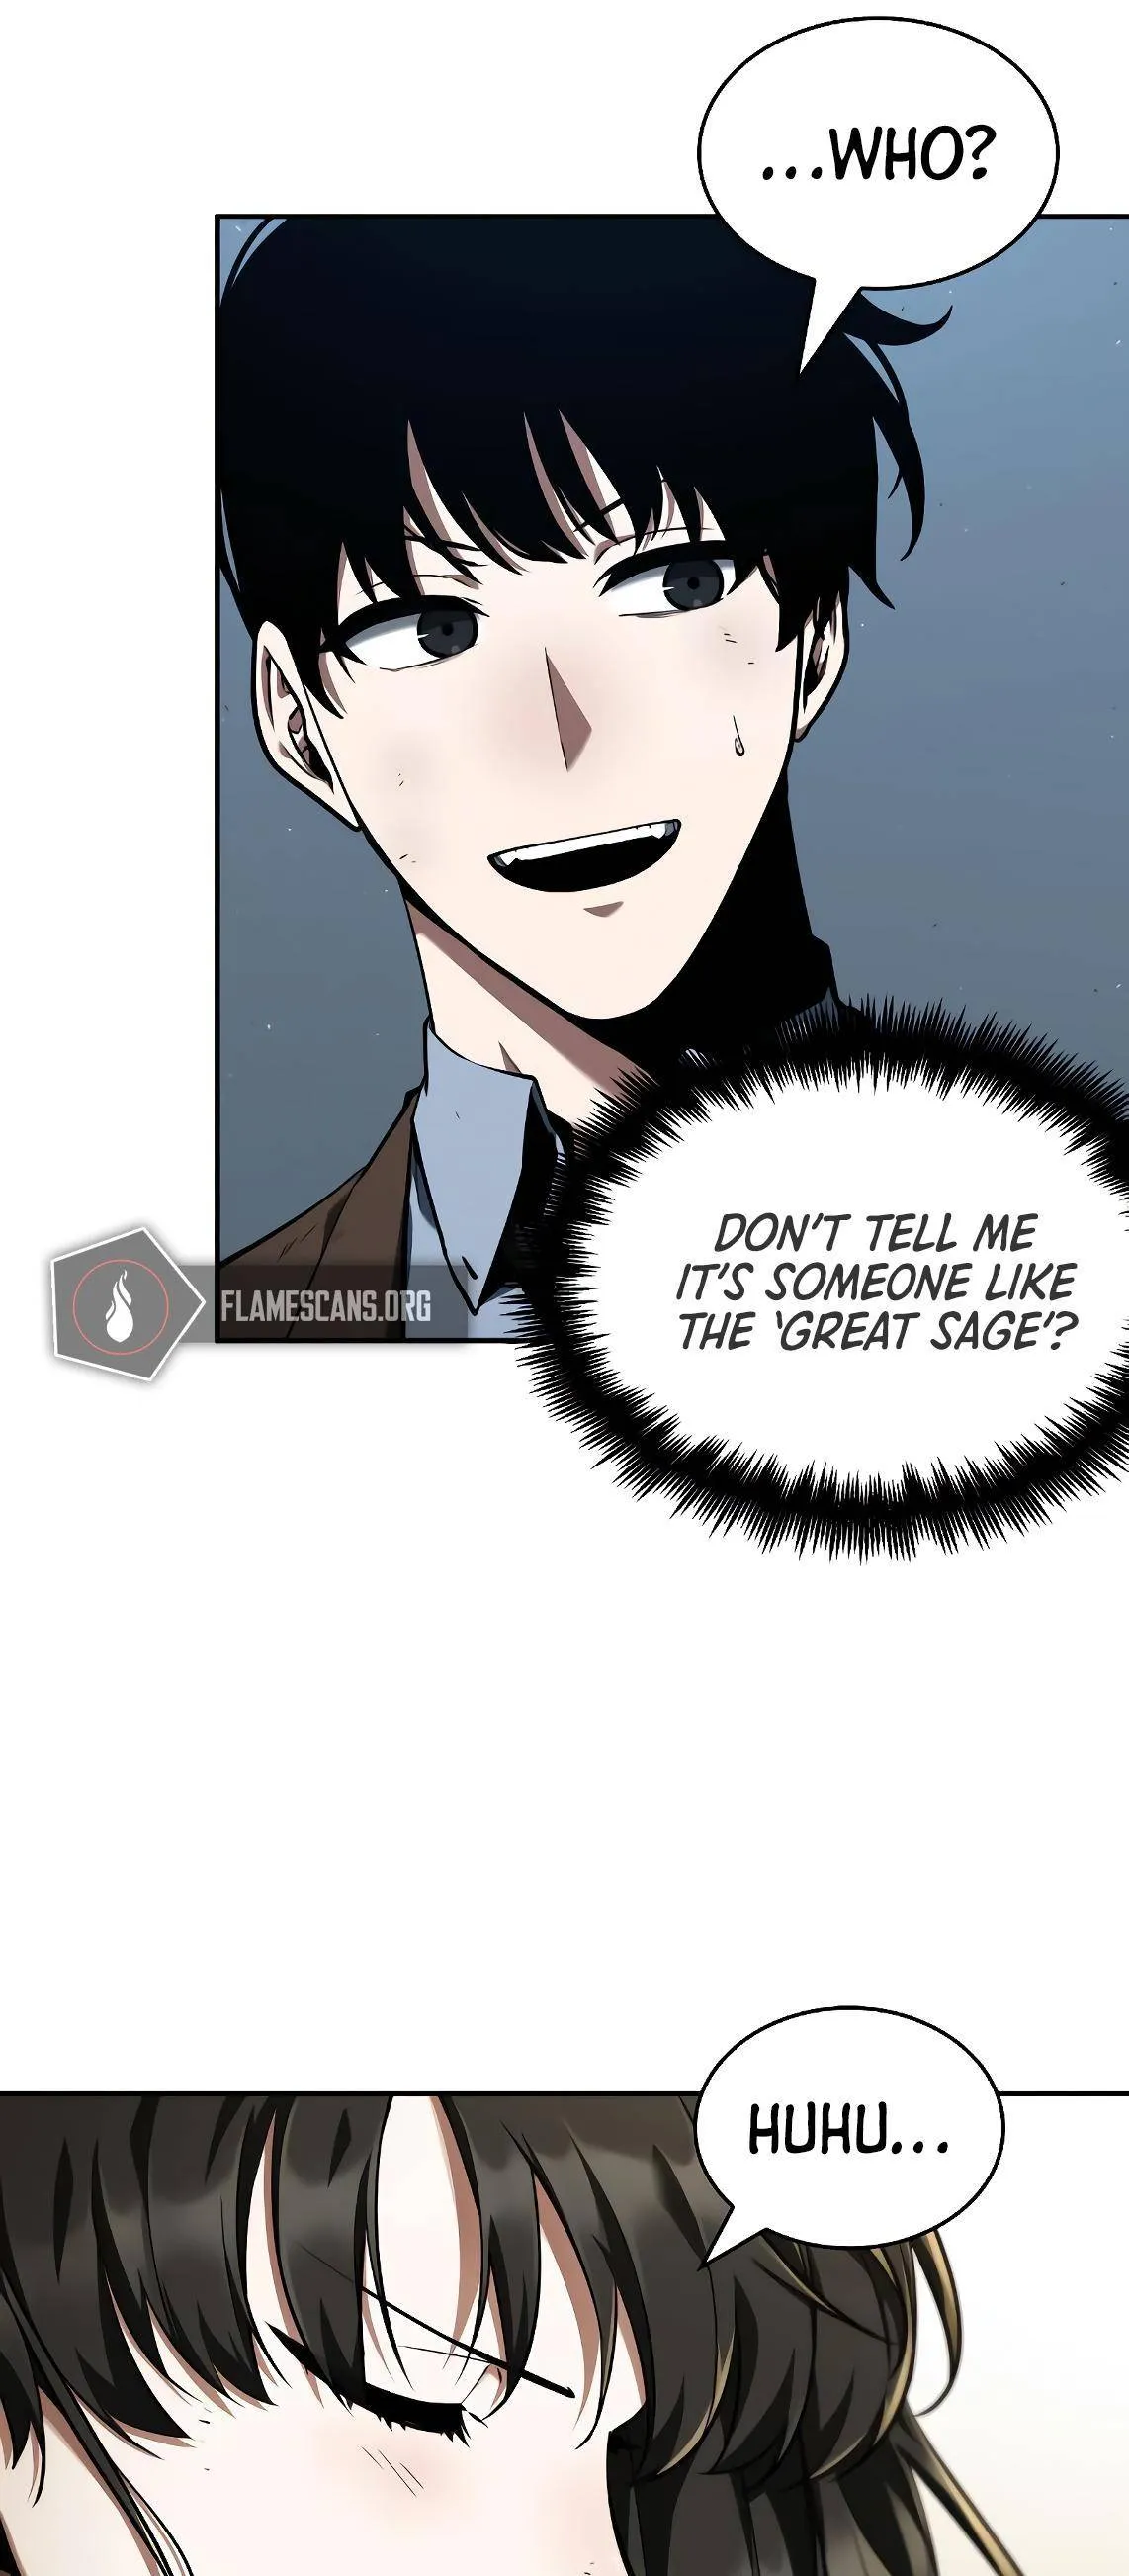 ...WHO?
DON'T TELL ME
IT'S SOMEONE LIKE
THE 'GREAT SAGE'?
FLAMESCANS.ORG
HUHU...